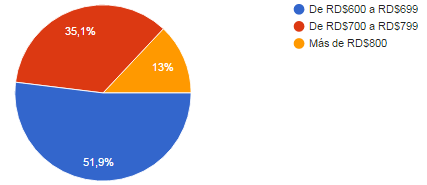 35,1%
13%
51,9%
De RD$600 a RD$699
De RD$700 a RD$799
Más de RD$800